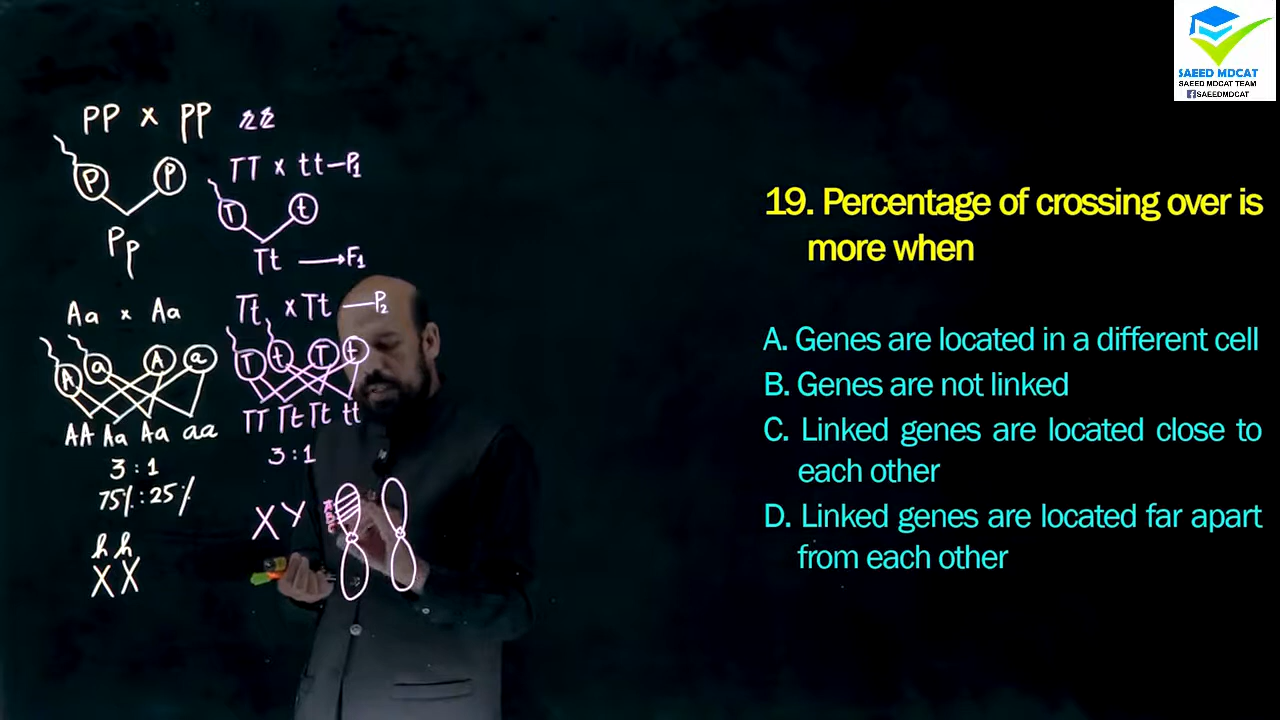 SAEED MDCAT
SAEED MDCAT TEAM
SAEEDMDCAT
PP × pp
TT × tt – P1
P
P
T
t
Pp
Tt → F1
Aa × Aa
Tt × Tt — P2
A
a
A
a
T
t
T
t
AA Aa Aa aa
TT Tt Tt tt
3 : 1
3 : 1
75% : 25%
XY
h h
X X
19. Percentage of crossing over is
more when
A. Genes are located in a different cell
B. Genes are not linked
C. Linked genes are located close to
each other
D. Linked genes are located far apart
from each other